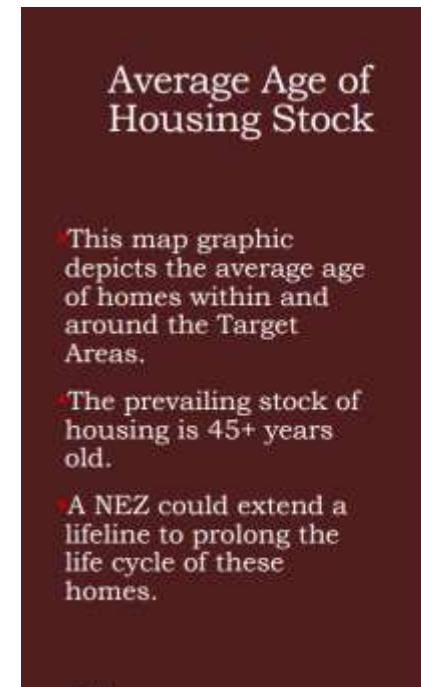 Average Age of
Housing Stock
This map graphic
depicts the average age
of homes within and
around the Target
Areas.
The prevailing stock of
housing is 45+ years
old.
A NEZ could extend a
lifeline to prolong the
life cycle of these
homes.